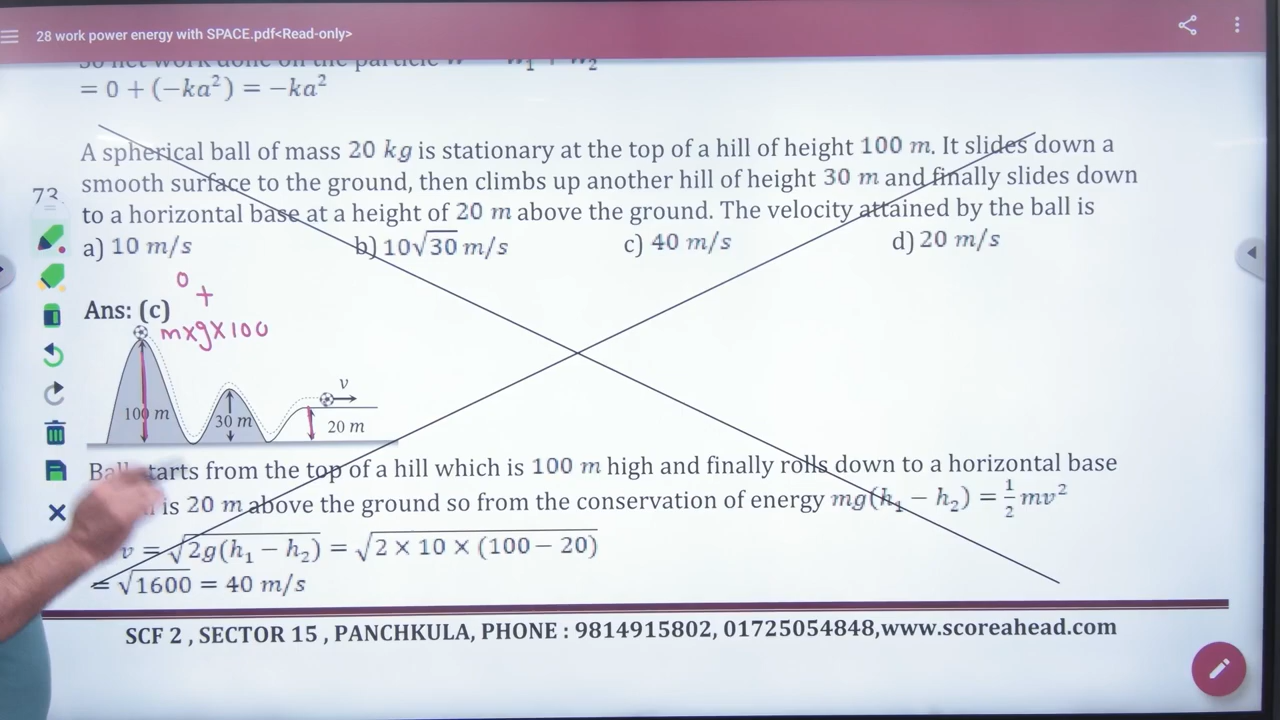 28 work power energy with SPACE.pdf<Read-only>
= 0 + (−ka²) = −ka²
73.
A spherical ball of mass 20 kg is stationary at the top of a hill of height 100 m. It slides down a
smooth surface to the ground, then climbs up another hill of height 30 m and finally slides down
to a horizontal base at a height of 20 m above the ground. The velocity attained by the ball is
a) 10 m/s b) 10√30 m/s c) 40 m/s d) 20 m/s
0
+
Ans: (c)
m×g×100
v
100 m 30 m 20 m
starts from the top of a hill which is 100 m high and finally rolls down to a horizontal base
is 20 m above the ground so from the conservation of energy mg(h₁ − h₂) = ½mv²
v = √2g(h₁ − h₂) = √2 × 10 × (100 − 20)
= √1600 = 40 m/s
SCF 2 , SECTOR 15 , PANCHKULA, PHONE : 9814915802, 01725054848,www.scoreahead.com